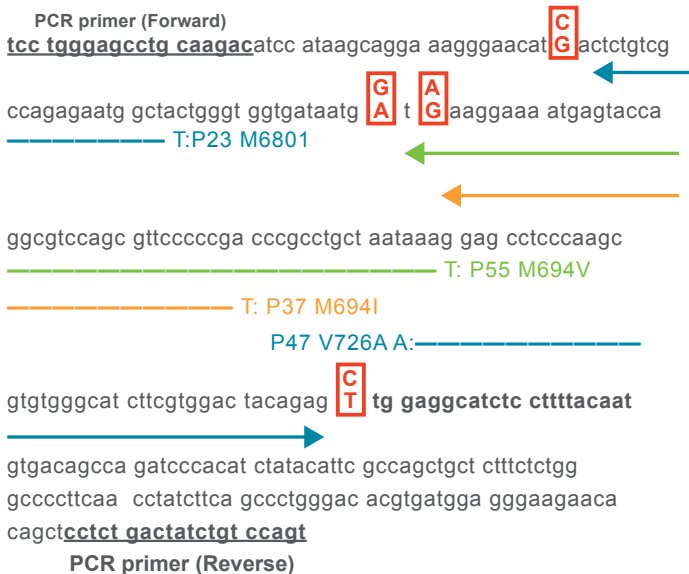 PCR primer (Forward)
tcc tgggagcctg caagacatcc ataagcagga aagggaacat C G actctgtcg
ccagagaatg gctactgggt ggtgataatg G A t A G aaggaaa atgagtacca
T:P23 M6801
ggcgtccagc gttcccccga cccgcctgct aataaag gag cctcccaagc
T: P55 M694V
T: P37 M694I
P47 V726A A:
gtgtgggcat cttcgtggac tacagag C T tg gaggcatctc cttttacaat
gtgacagcca gatcccacat ctatacattc gccagctgct ctttctctgg
gccccttcaa cctatcttca gccctgggac acgtgatgga gggaagaaca
cagctcctct gactatctgt ccagt
PCR primer (Reverse)